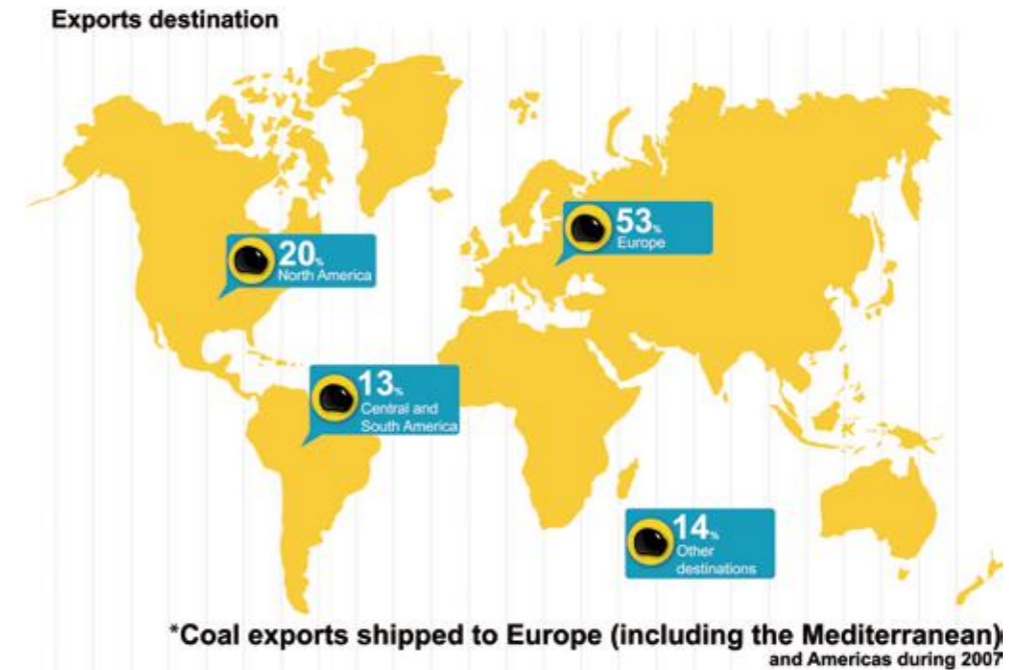 Exports destination
53%
Europe
20%
North America
13%
Central and
South America
14%
Other
destinations
*Coal exports shipped to Europe (including the Mediterranean)
and Americas during 2007